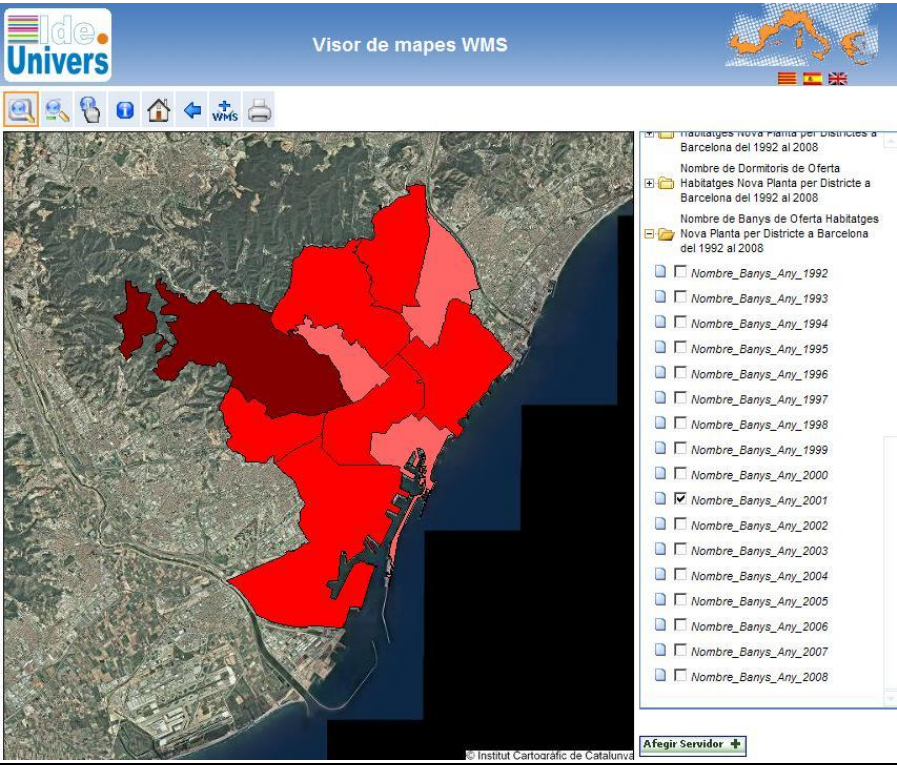 Ide
Univers
Visor de mapes WMS
WMS
Habitatges Nova Planta per Districtes a
Barcelona del 1992 al 2008
Nombre de Dormitoris de Oferta
Habitatges Nova Planta per Districte a
Barcelona del 1992 al 2008
Nombre de Banys de Oferta Habitatges
Nova Planta per Districte a Barcelona
del 1992 al 2008
Nombre_Banys_Any_1992
Nombre_Banys_Any_1993
Nombre_Banys_Any_1994
Nombre_Banys_Any_1995
Nombre_Banys_Any_1996
Nombre_Banys_Any_1997
Nombre_Banys_Any_1998
Nombre_Banys_Any_1999
Nombre_Banys_Any_2000
Nombre_Banys_Any_2001
Nombre_Banys_Any_2002
Nombre_Banys_Any_2003
Nombre_Banys_Any_2004
Nombre_Banys_Any_2005
Nombre_Banys_Any_2006
Nombre_Banys_Any_2007
Nombre_Banys_Any_2008
© Institut Cartogràfic de Catalunya
Afegir Servidor +